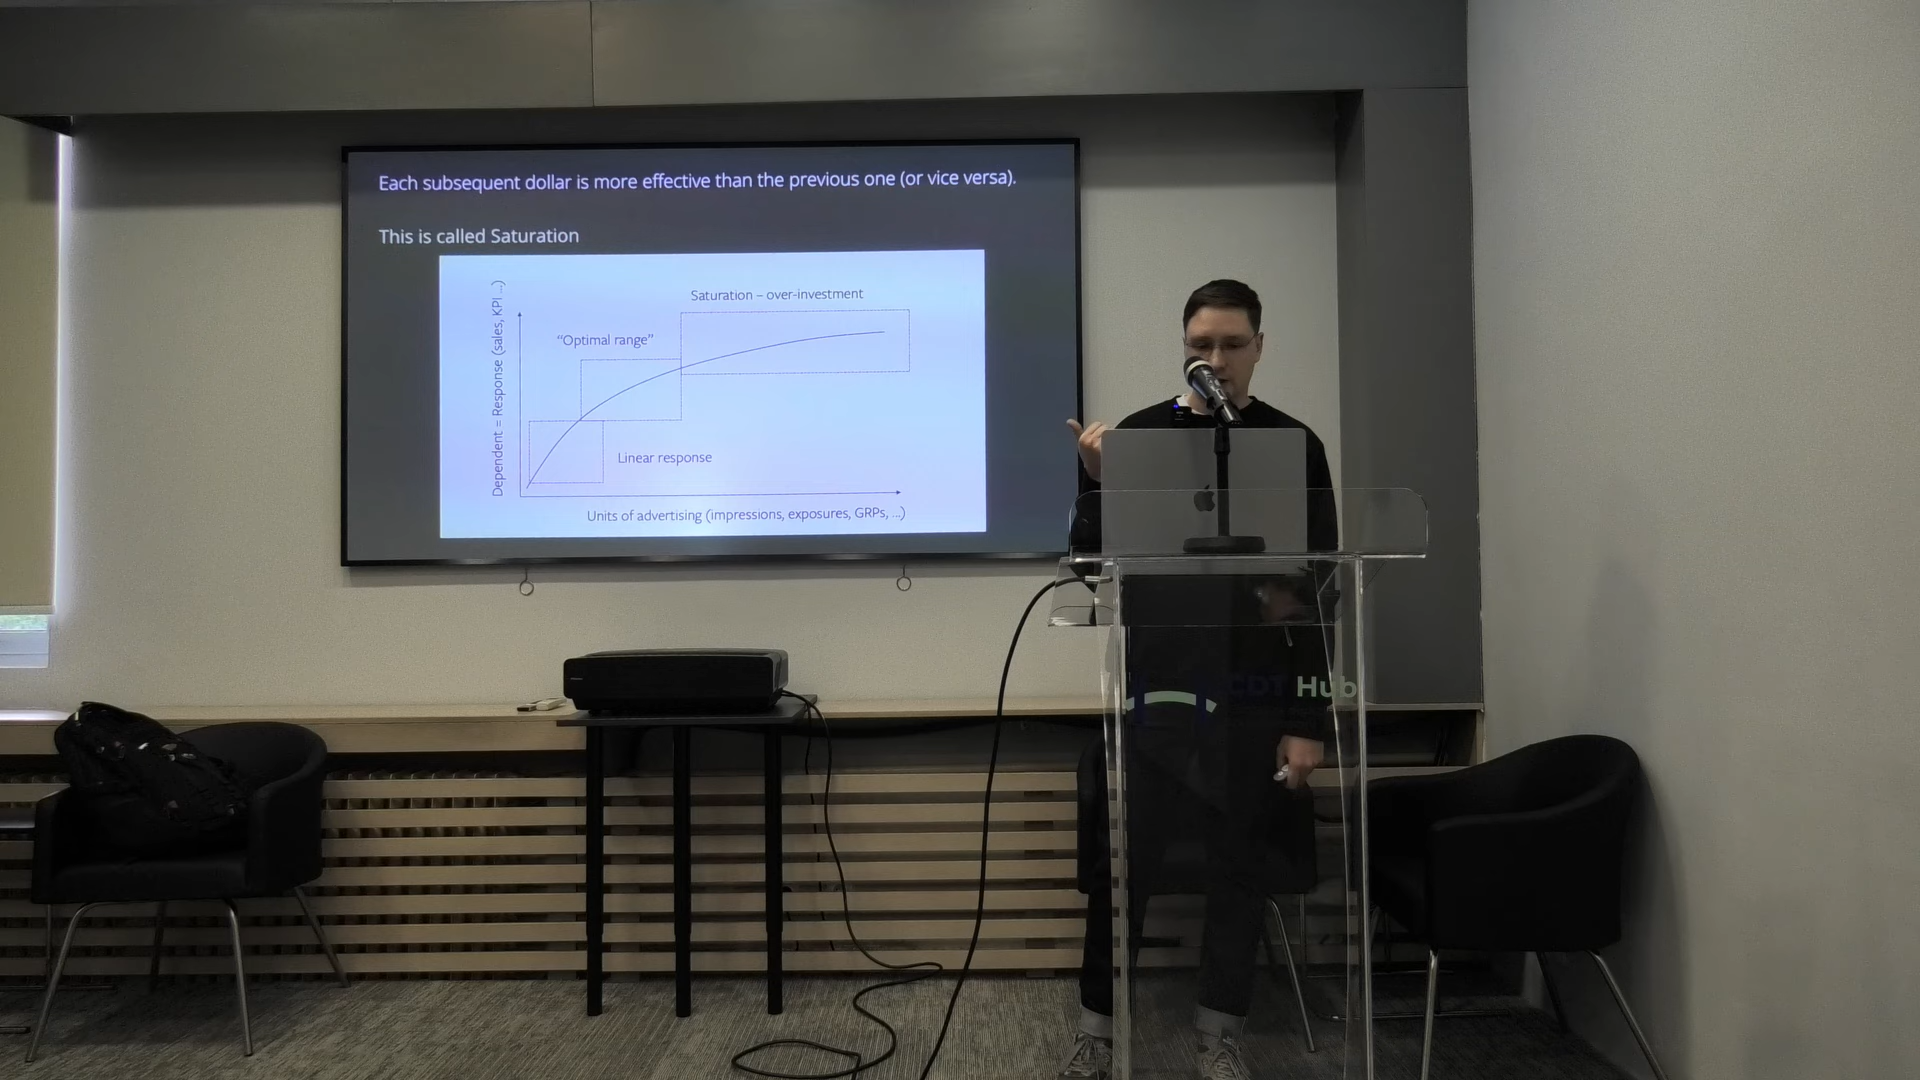 Each subsequent dollar is more effective than the previous one (or vice versa).
This is called Saturation
Saturation – over-investment
“Optimal range”
Linear response
Dependent = Response (sales, KPI ...)
Units of advertising (impressions, exposures, GRPs, ...)
CDT Hub